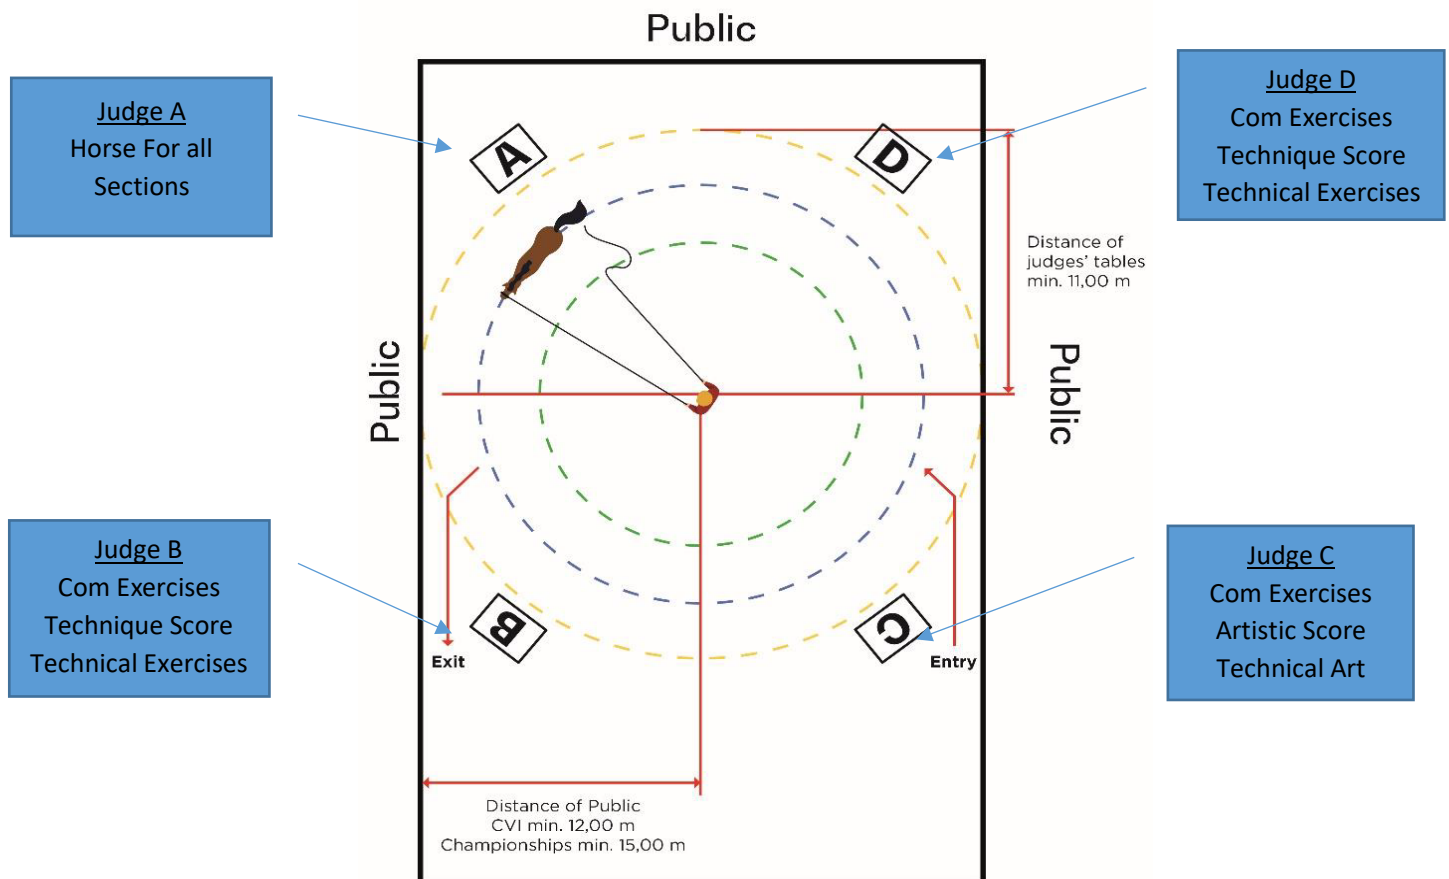 Public
Judge A
Horse For all
Sections
A
D
Judge D
Com Exercises
Technique Score
Technical Exercises
Distance of
judges' tables
min. 11,00 m
Public
Public
Judge B
Com Exercises
Technique Score
Technical Exercises
B
Exit
C
Entry
Judge C
Com Exercises
Artistic Score
Technical Art
Distance of Public
CVI min. 12,00 m
Championships min. 15,00 m